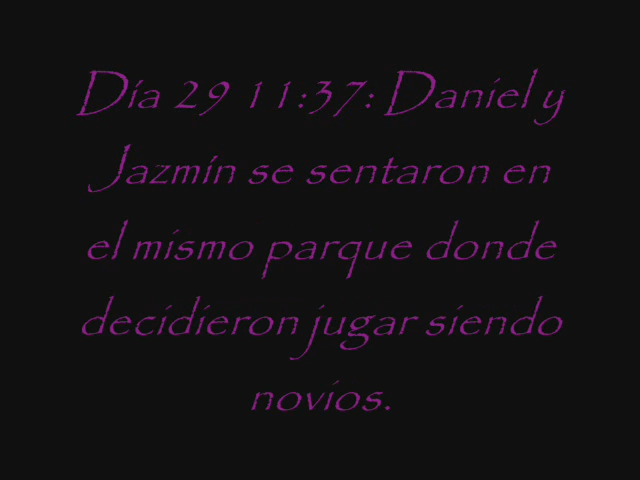 Día 29 11:37: Daniel y
Jazmín se sentaron en
el mismo parque donde
decidieron jugar siendo
novios.